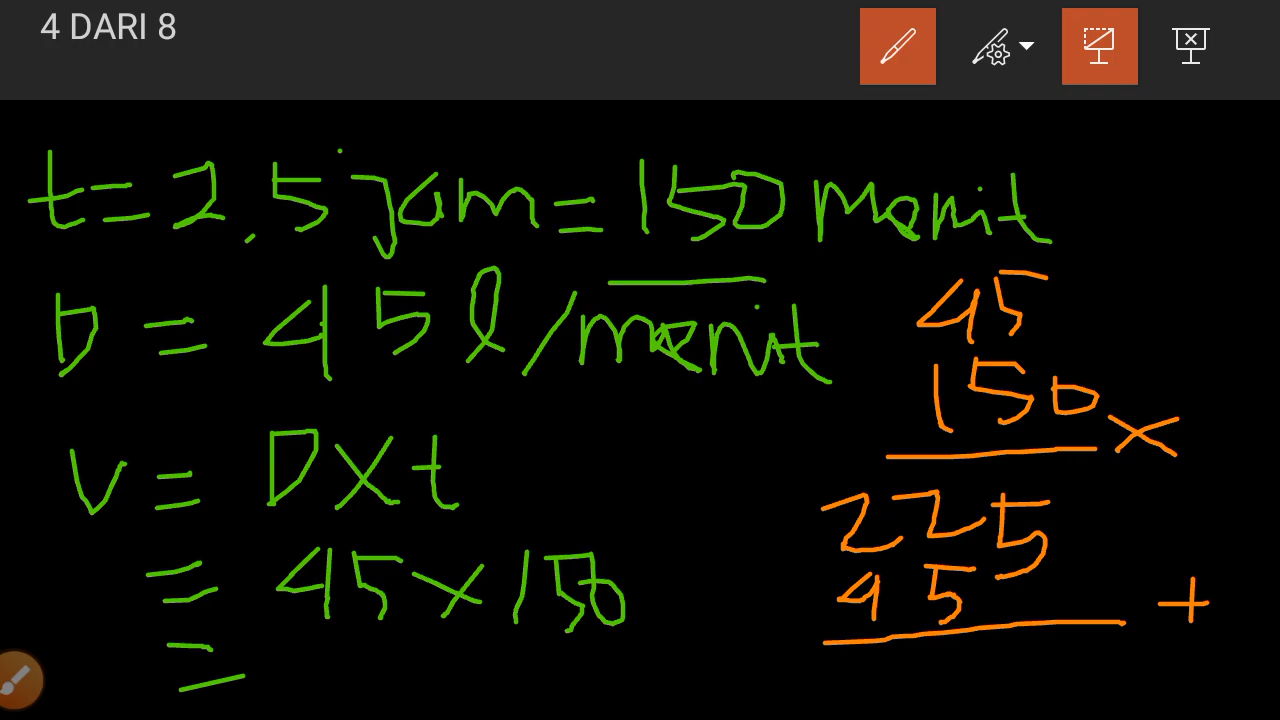 4 DARI 8
t = 2,5 jam = 150 menit
D = 45 l/menit
V = D X t
= 45 x 150
=
45
150 x
225
45 +